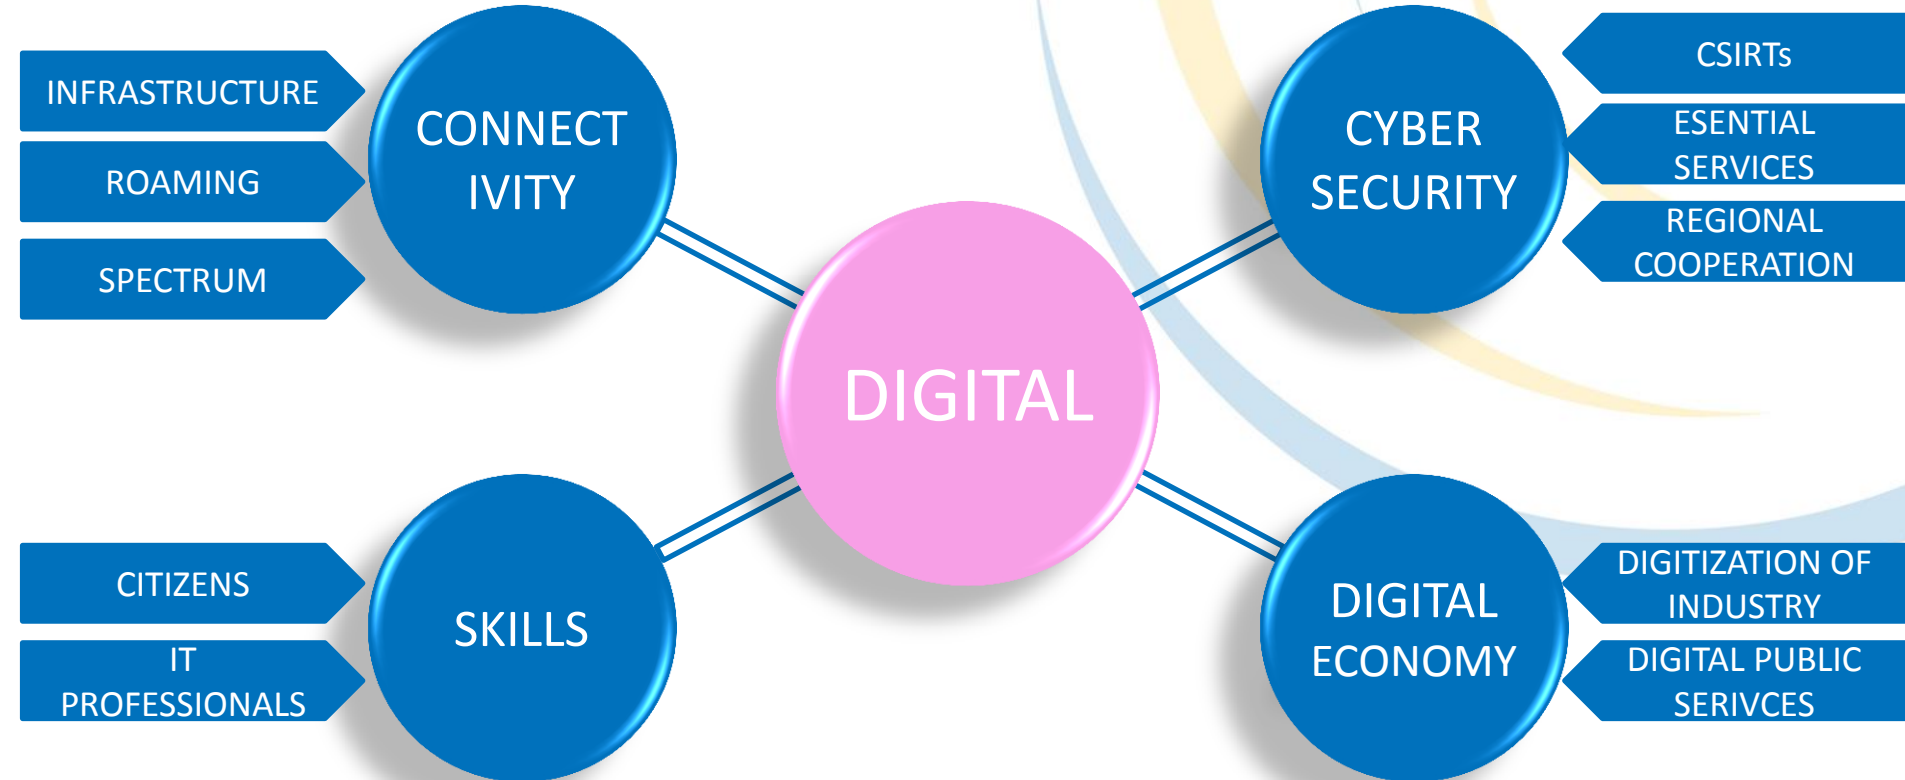 INFRASTRUCTURE
ROAMING
SPECTRUM
CONNECT
IVITY
CYBER
SECURITY
CSIRTs
ESENTIAL
SERVICES
REGIONAL
COOPERATION
DIGITAL
CITIZENS
IT
PROFESSIONALS
SKILLS
DIGITAL
ECONOMY
DIGITIZATION OF
INDUSTRY
DIGITAL PUBLIC
SERIVCES